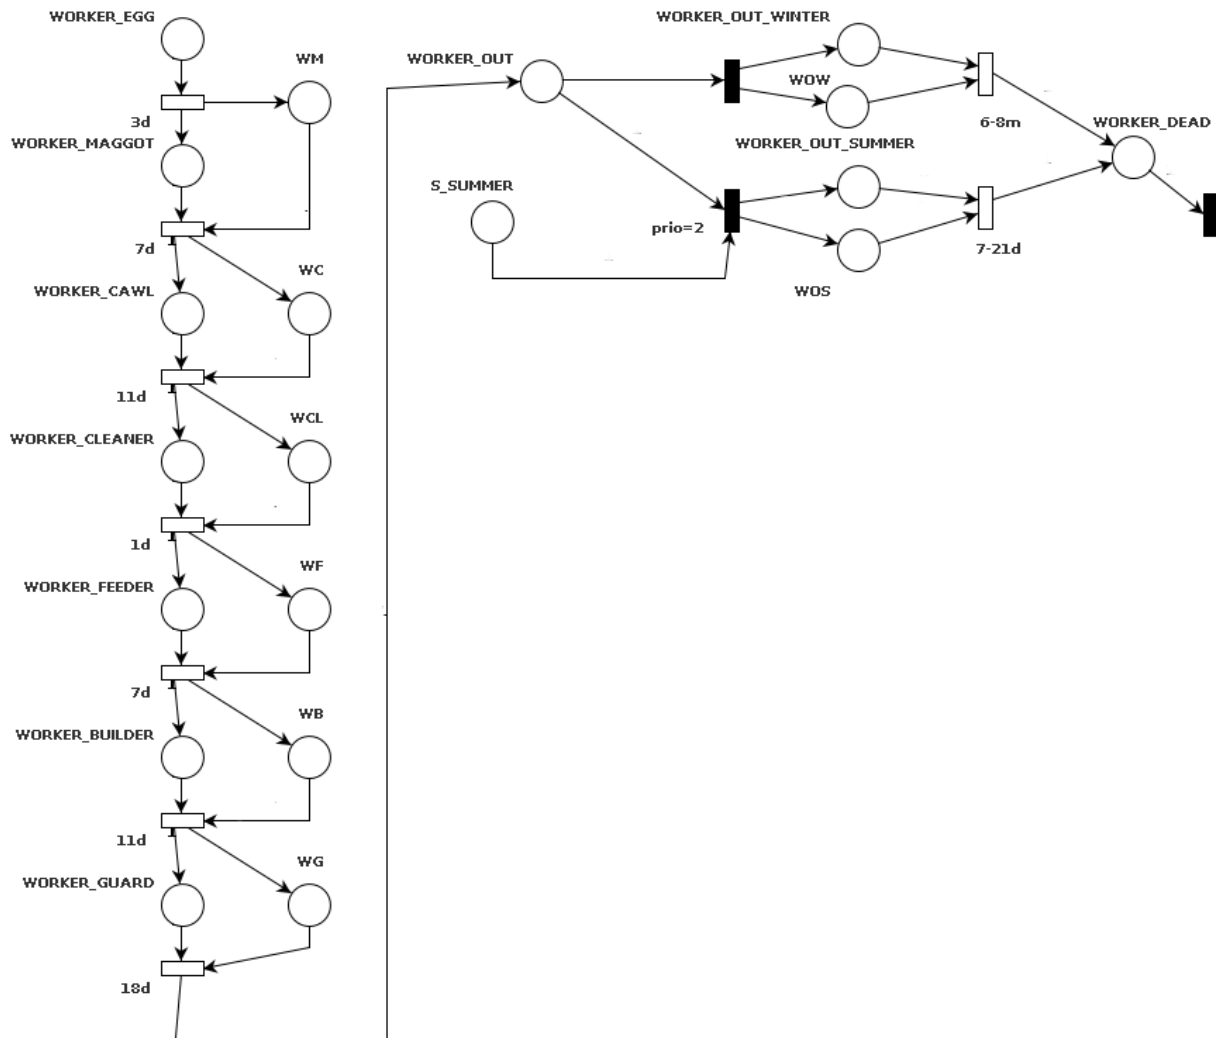 WORKER_EGG
WM
3d
WORKER_MAGGOT
7d
WC
WORKER_CAWL
11d
WCL
WORKER_CLEANER
1d
WF
WORKER_FEEDER
7d
WB
WORKER_BUILDER
11d
WG
WORKER_GUARD
18d
WORKER_OUT
WORKER_OUT_WINTER
WOW
6-8m
WORKER_DEAD
WORKER_OUT_SUMMER
S_SUMMER
prio=2
7-21d
WOS